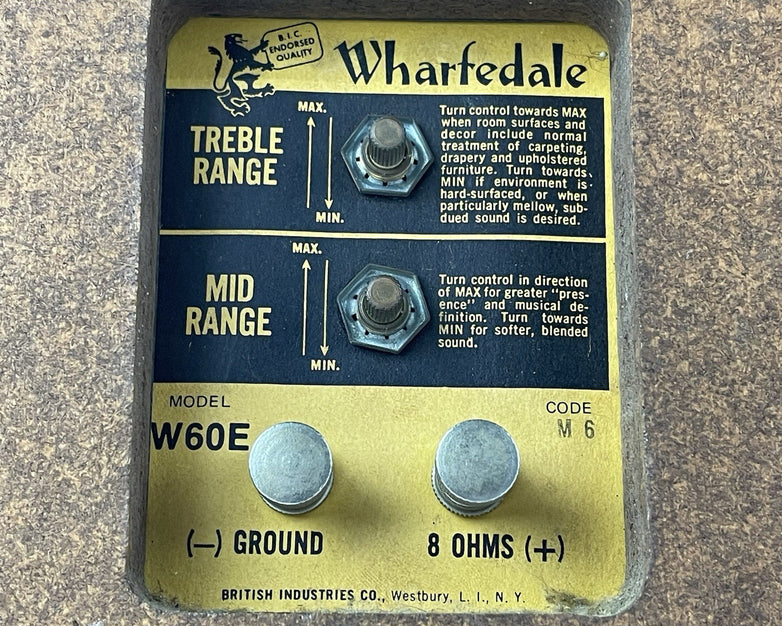 B.I.C.
ENDORSED
QUALITY
Wharfedale
TREBLE
RANGE
MAX.
MIN.
Turn control towards MAX
when room surfaces and
decor include normal
treatment of carpeting,
drapery and upholstered
furniture. Turn towards
MIN if environment is
hard-surfaced, or when
particularly mellow, sub-
dued sound is desired.
MID
RANGE
MAX.
MIN.
Turn control in direction
of MAX for greater "pres-
ence" and musical de-
finition. Turn towards
MIN for softer, blended
sound.
MODEL
W60E
CODE
M 6
(—) GROUND
8 OHMS (+)
BRITISH INDUSTRIES CO., Westbury, L. I., N. Y.